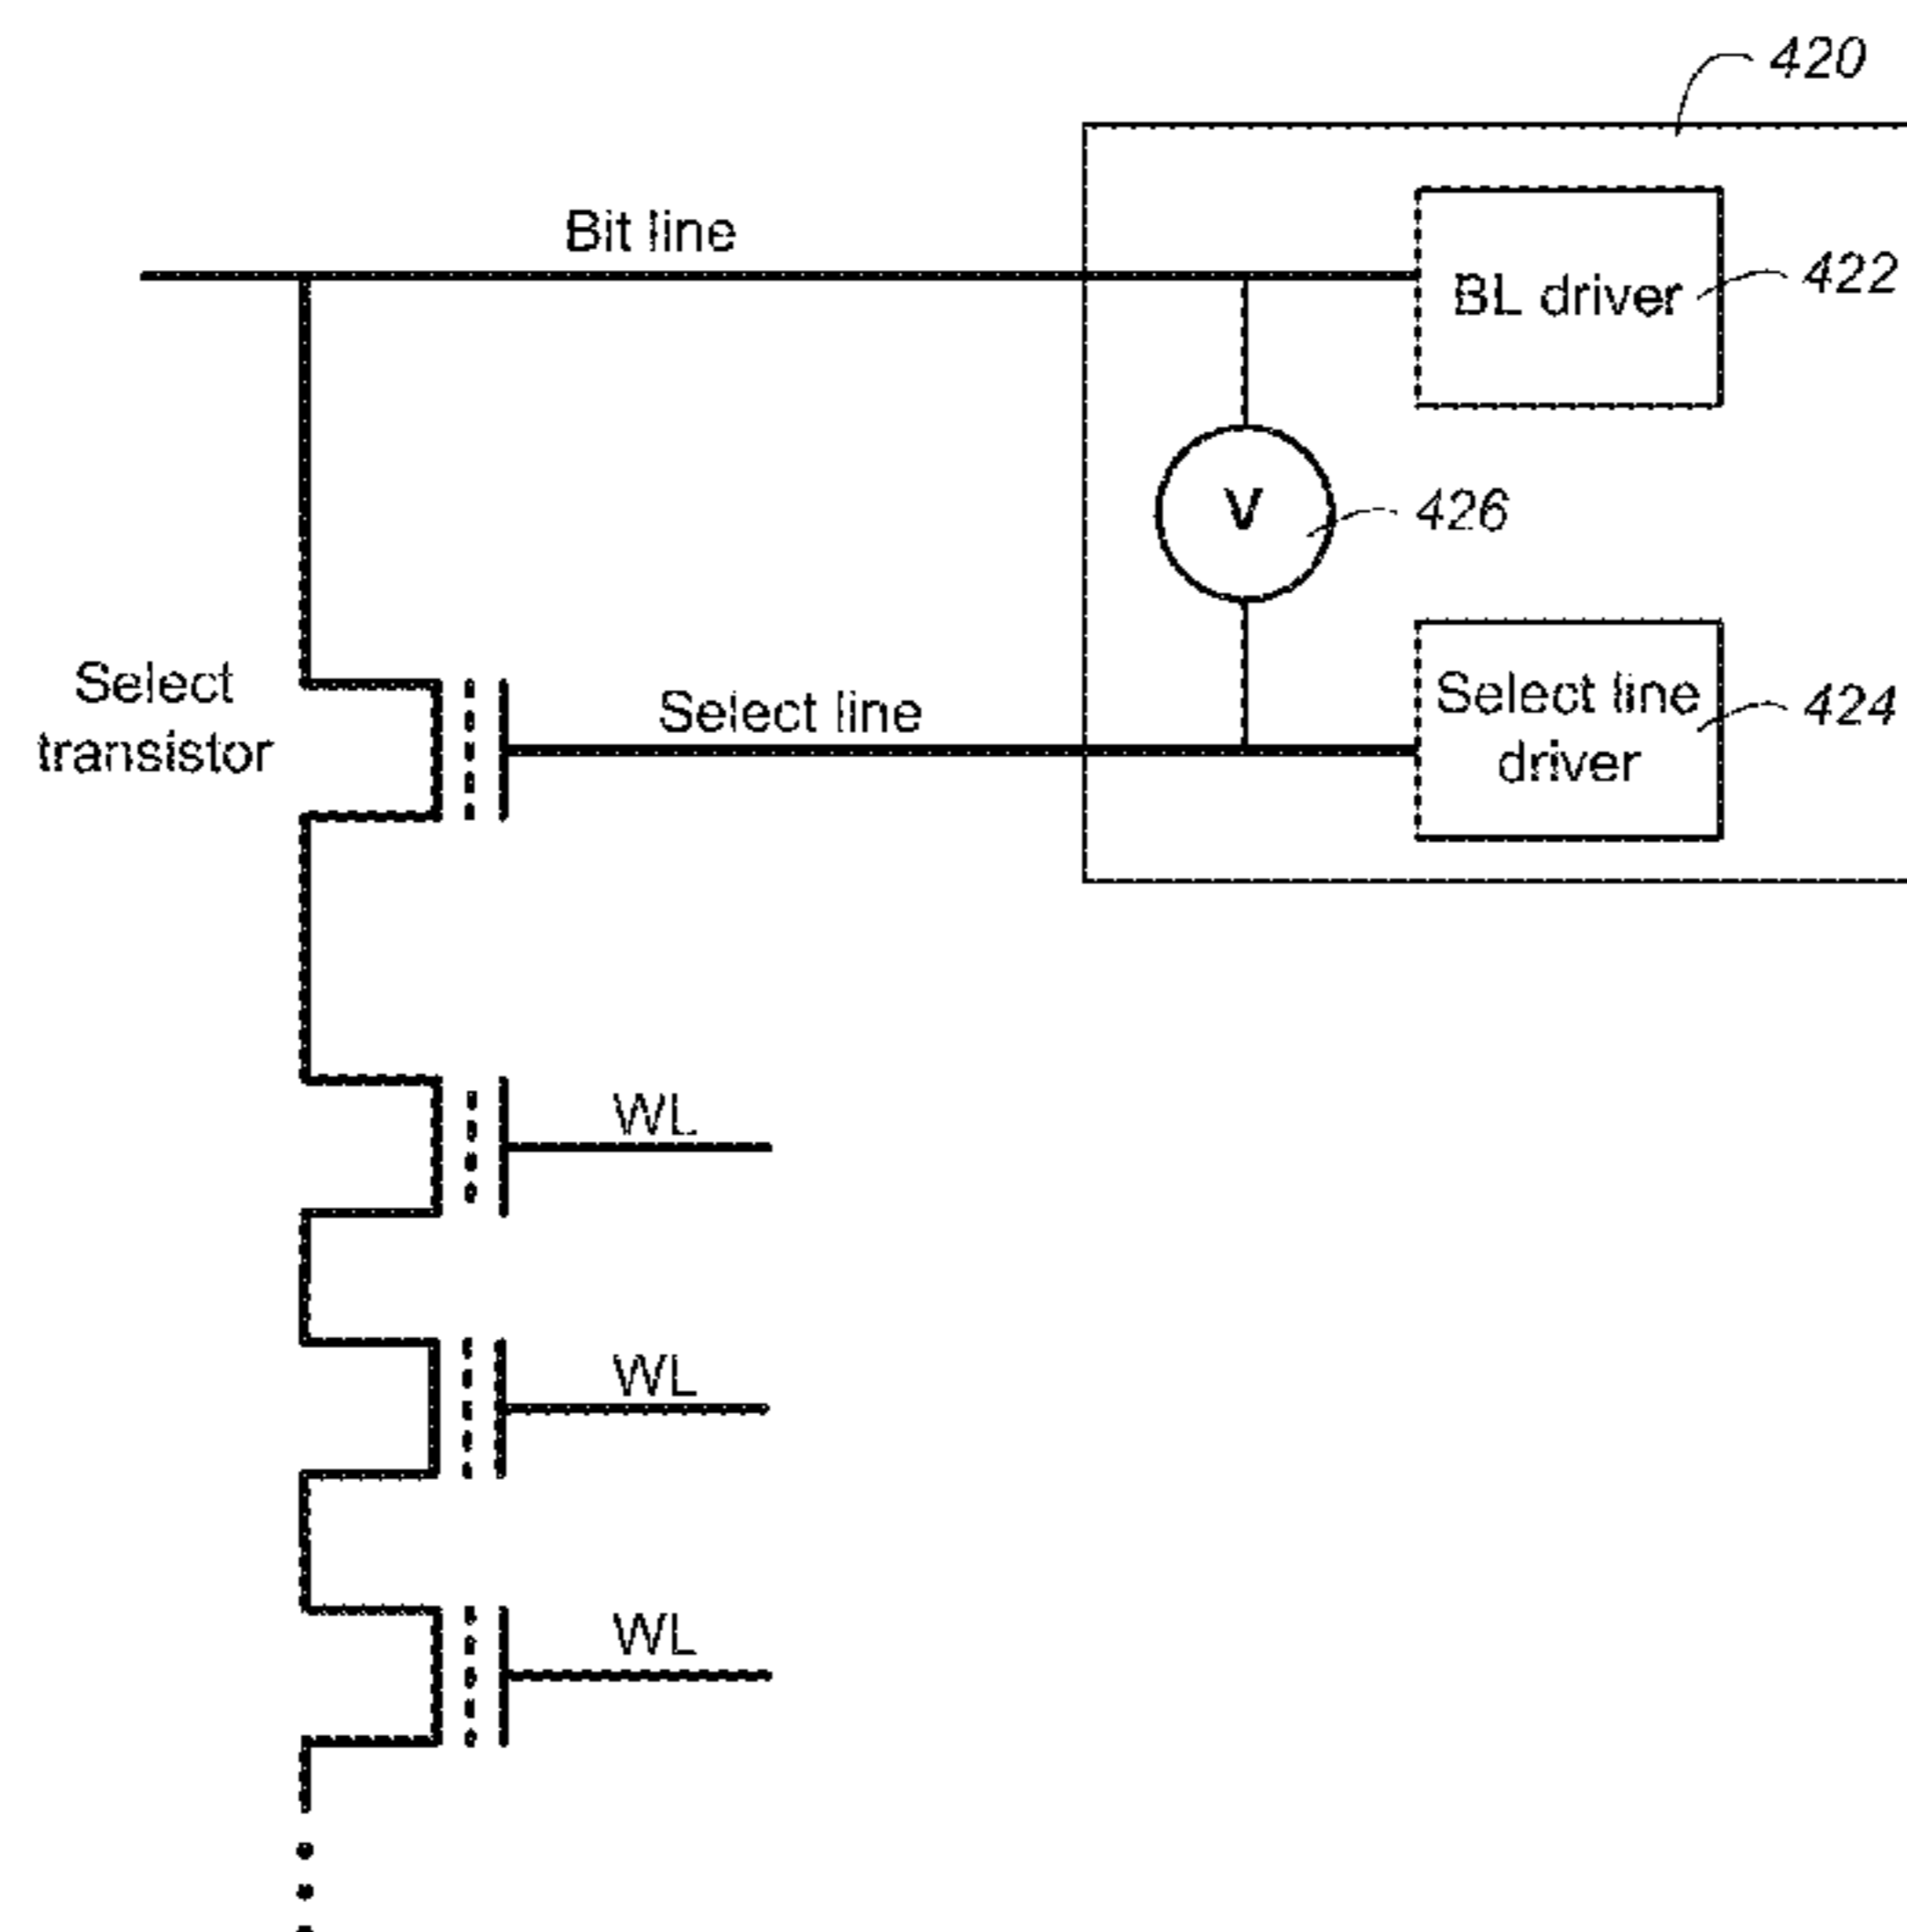 420
Bit line
BL driver
422
V
426
Select
transistor
Select line
Select line
driver
424
WL
WL
WL